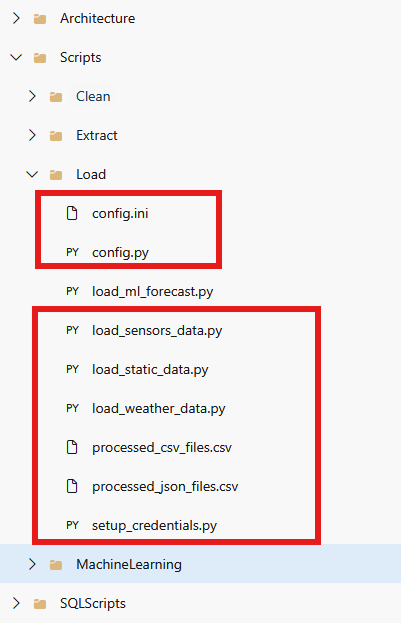 Architecture
Scripts
Clean
Extract
Load
config.ini
PY config.py
PY load_ml_forecast.py
PY load_sensors_data.py
PY load_static_data.py
PY load_weather_data.py
processed_csv_files.csv
processed_json_files.csv
PY setup_credentials.py
MachineLearning
SQLScripts